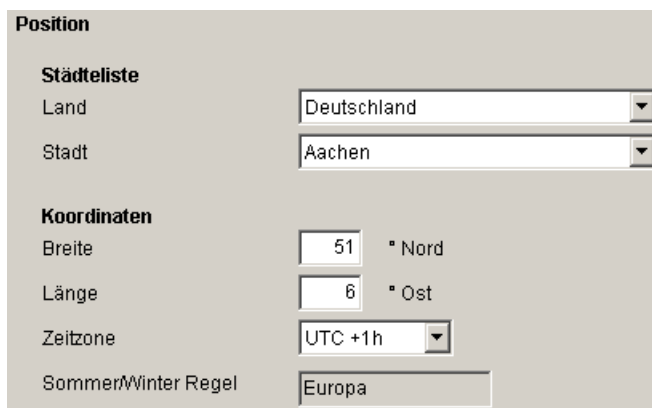 Position
Städteliste
Land Deutschland
Stadt Aachen
Koordinaten
Breite 51 ° Nord
Länge 6 ° Ost
Zeitzone UTC +1h
Sommer/Winter Regel Europa